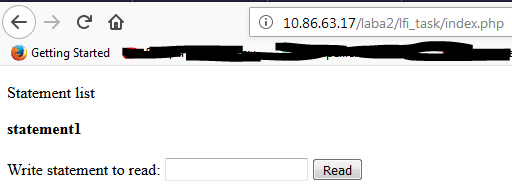 10.86.63.17/laba2/lfi_task/index.php
Getting Started
Statement list
statement1
Write statement to read: Read